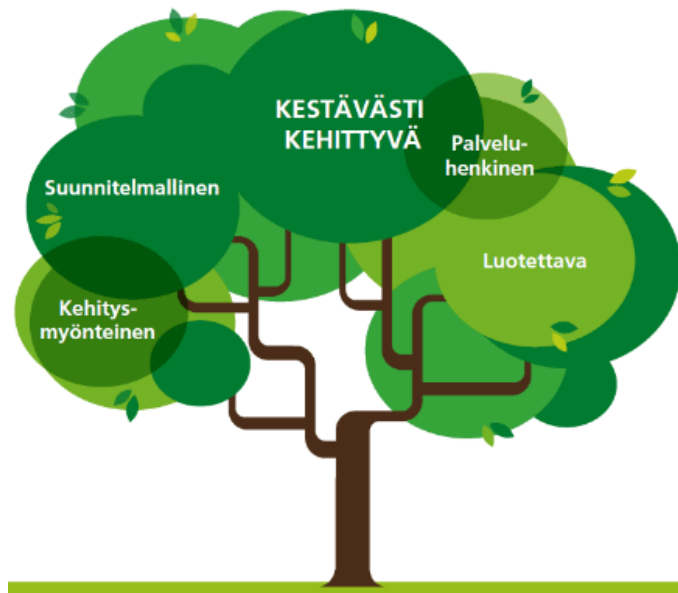 KESTÄVÄSTI
KEHITTYVÄ
Palvelu-
henkinen
Suunnitelmallinen
Luotettava
Kehitys-
myönteinen